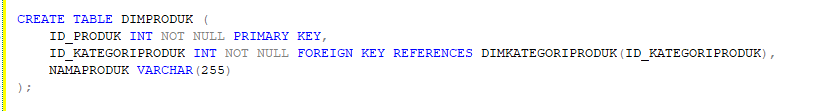 CREATE TABLE DIMPRODUK (
ID_PRODUK INT NOT NULL PRIMARY KEY,
ID_KATEGORIPRODUK INT NOT NULL FOREIGN KEY REFERENCES DIMKATEGORIPRODUK(ID_KATEGORIPRODUK),
NAMAPRODUK VARCHAR(255)
);